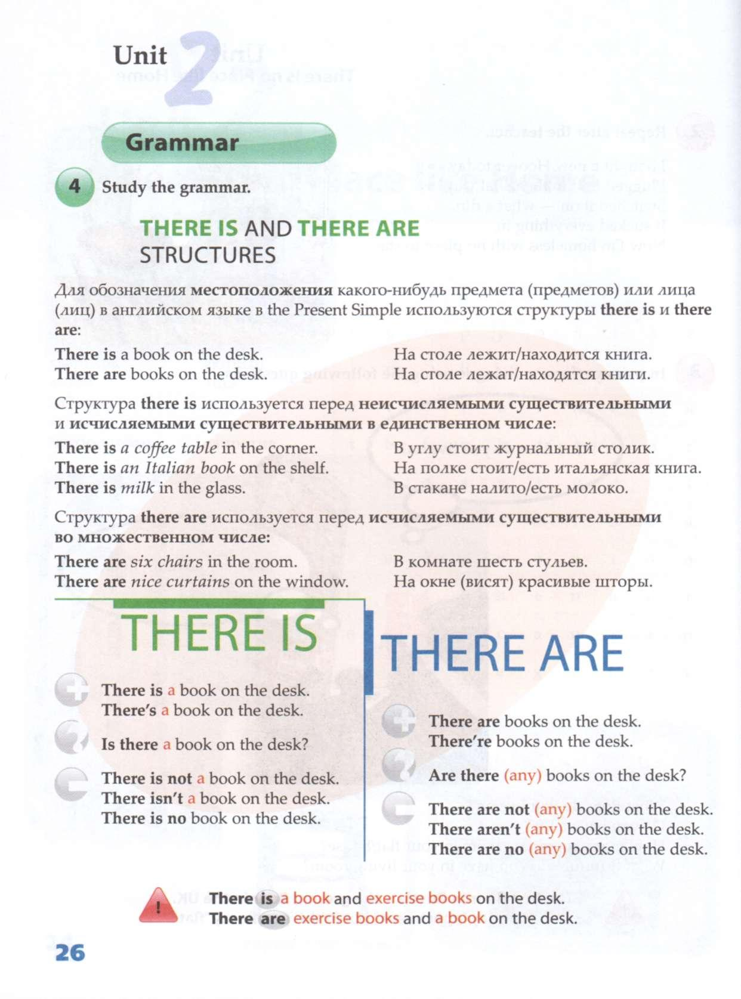 Unit 2
Grammar
4 Study the grammar.
THERE IS AND THERE ARE
STRUCTURES
Для обозначения местоположения какого-нибудь предмета (предметов) или лица
(лиц) в английском языке в the Present Simple используются структуры there is и there
are:
There is a book on the desk. На столе лежит/находится книга.
There are books on the desk. На столе лежат/находятся книги.
Структура there is используется перед неисчисляемыми существительными
и исчисляемыми существительными в единственном числе:
There is a coffee table in the corner. В углу стоит журнальный столик.
There is an Italian book on the shelf. На полке стоит/есть итальянская книга.
There is milk in the glass. В стакане налито/есть молоко.
Структура there are используется перед исчисляемыми существительными
во множественном числе:
There are six chairs in the room. В комнате шесть стульев.
There are nice curtains on the window. На окне (висят) красивые шторы.
THERE IS
+ There is a book on the desk.
There's a book on the desk.
? Is there a book on the desk?
– There is not a book on the desk.
There isn't a book on the desk.
There is no book on the desk.
THERE ARE
+ There are books on the desk.
There're books on the desk.
? Are there (any) books on the desk?
– There are not (any) books on the desk.
There aren't (any) books on the desk.
There are no (any) books on the desk.
! There is a book and exercise books on the desk.
There are exercise books and a book on the desk.
26